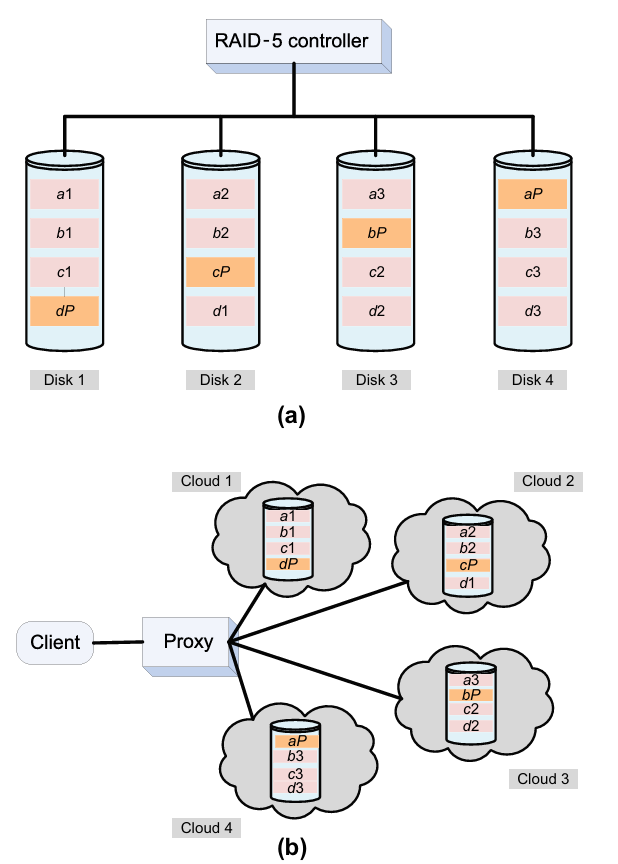 RAID-5 controller
a1 a2 a3 aP
b1 b2 bP b3
c1 cP c2 c3
dP d1 d2 d3
Disk 1 Disk 2 Disk 3 Disk 4
(a)
Cloud 1
a1
b1
c1
dP
Cloud 2
a2
b2
cP
d1
Client
Proxy
a3
bP
c2
d2
Cloud 3
aP
b3
c3
d3
Cloud 4
(b)